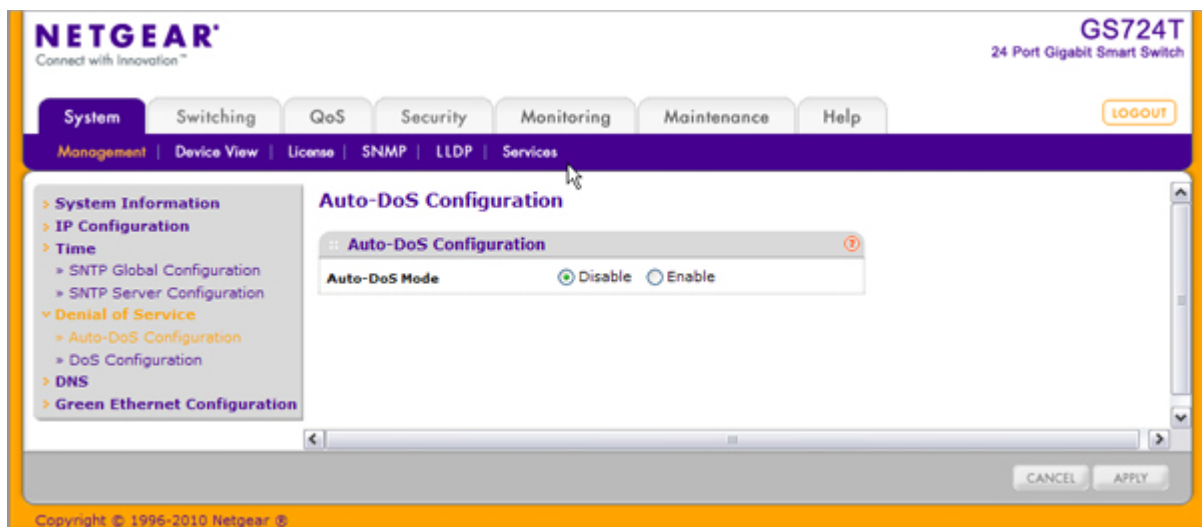 NETGEAR®
Connect with Innovation™
GS724T
24 Port Gigabit Smart Switch
System Switching QoS Security Monitoring Maintenance Help LOGOUT
Management | Device View | License | SNMP | LLDP | Services
System Information
IP Configuration
Time
» SNTP Global Configuration
» SNTP Server Configuration
Denial of Service
» Auto-DoS Configuration
» DoS Configuration
DNS
Green Ethernet Configuration
Auto-DoS Configuration
Auto-DoS Configuration ?
Auto-DoS Mode Disable Enable
CANCEL APPLY
Copyright © 1996-2010 Netgear ®